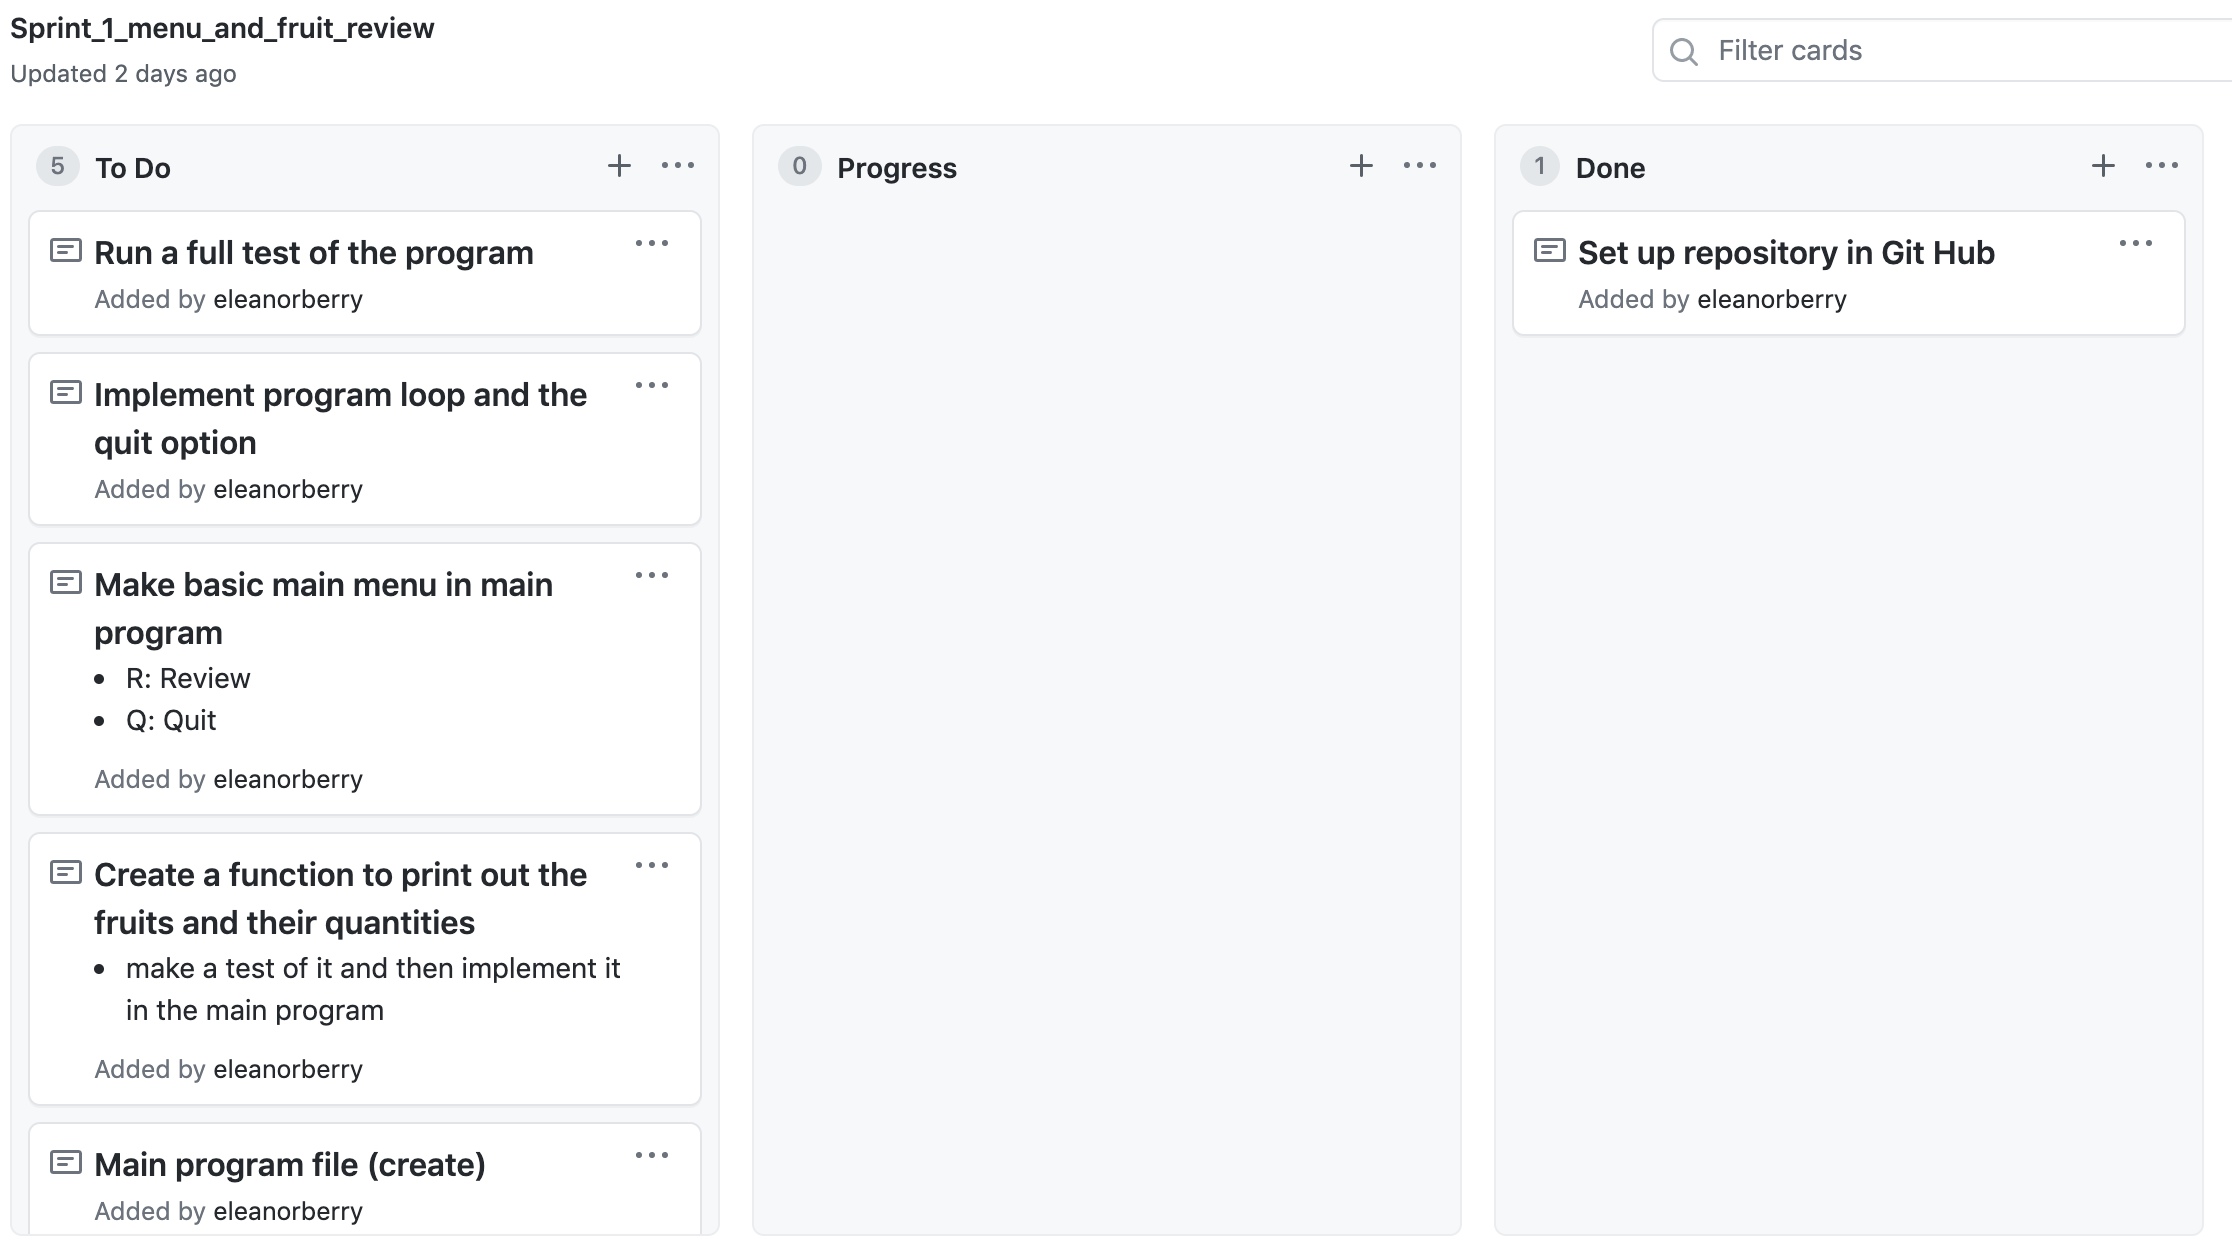 Sprint_1_menu_and_fruit_review
Updated 2 days ago
Filter cards
5 To Do
Run a full test of the program
Added by eleanorberry
Implement program loop and the
quit option
Added by eleanorberry
Make basic main menu in main
program
• R: Review
• Q: Quit
Added by eleanorberry
Create a function to print out the
fruits and their quantities
• make a test of it and then implement it
in the main program
Added by eleanorberry
Main program file (create)
Added by eleanorberry
0 Progress
1 Done
Set up repository in Git Hub
Added by eleanorberry